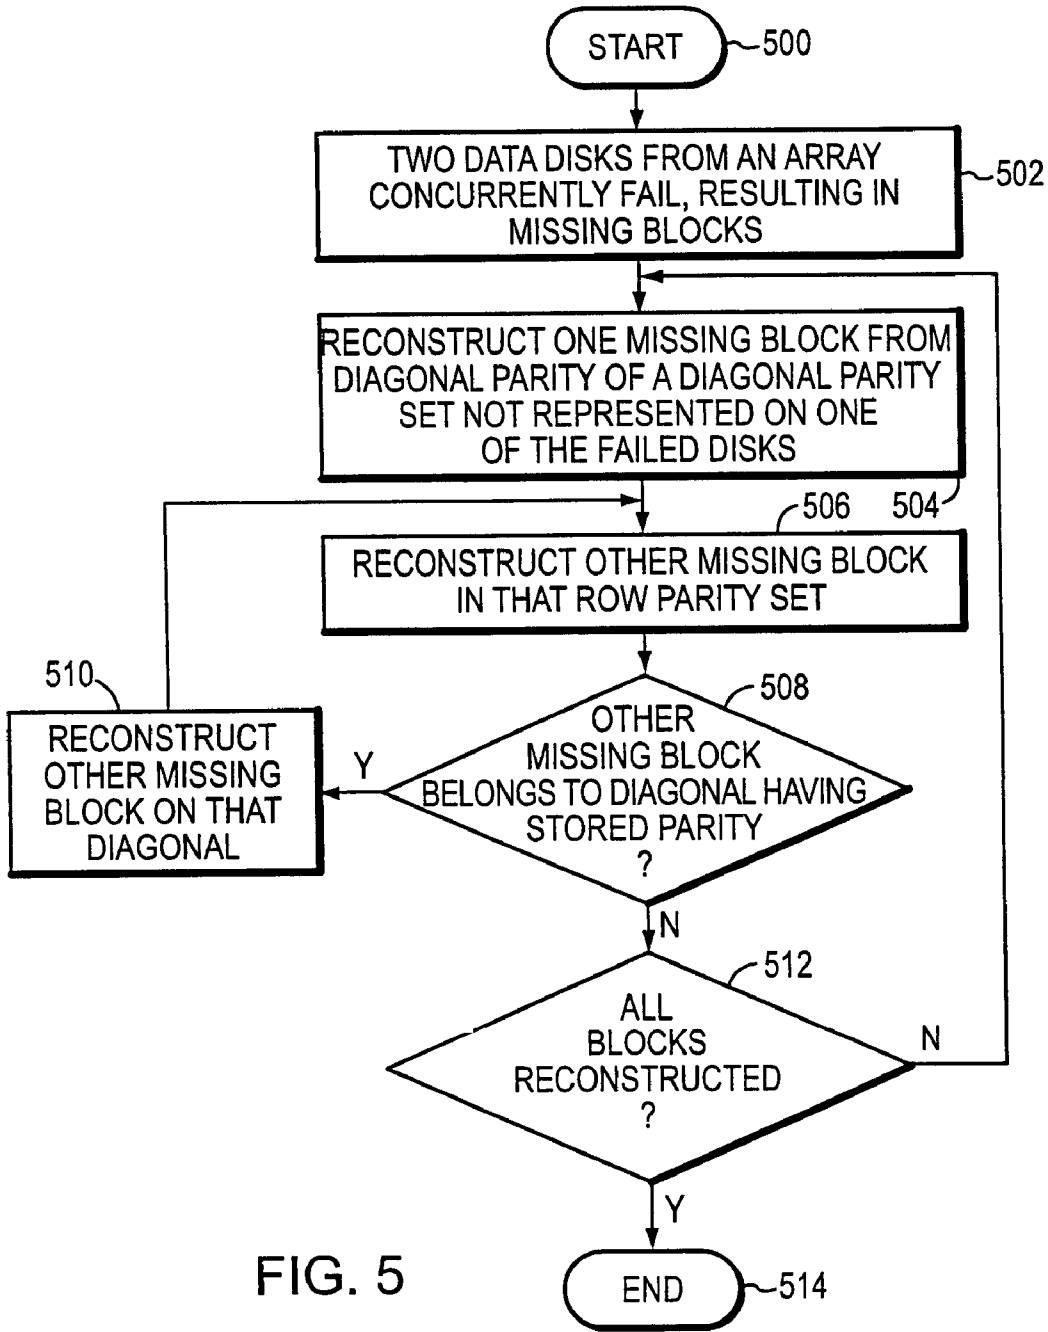 START
500
TWO DATA DISKS FROM AN ARRAY
CONCURRENTLY FAIL, RESULTING IN
MISSING BLOCKS
502
RECONSTRUCT ONE MISSING BLOCK FROM
DIAGONAL PARITY OF A DIAGONAL PARITY
SET NOT REPRESENTED ON ONE
OF THE FAILED DISKS
504
506
RECONSTRUCT OTHER MISSING BLOCK
IN THAT ROW PARITY SET
510
RECONSTRUCT
OTHER MISSING
BLOCK ON THAT
DIAGONAL
Y
508
OTHER
MISSING BLOCK
BELONGS TO DIAGONAL HAVING
STORED PARITY
?
N
512
ALL
BLOCKS
RECONSTRUCTED
?
N
Y
END
514
FIG. 5